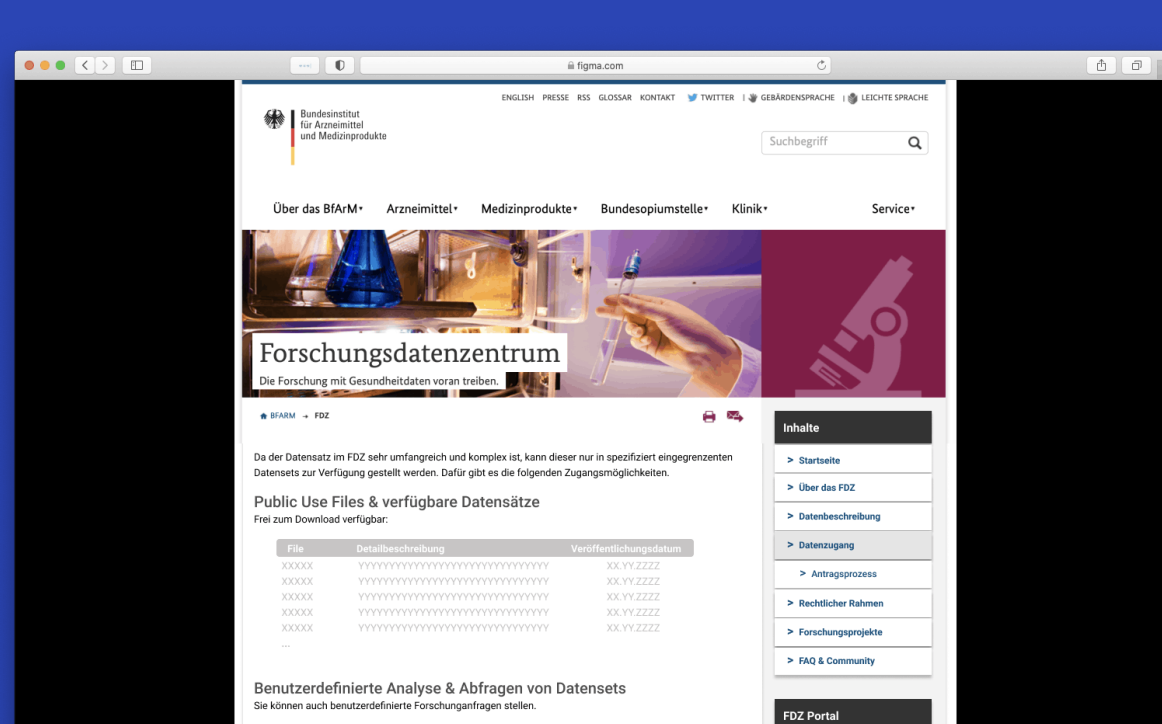 figma.com
ENGLISH PRESSE RSS GLOSSAR KONTAKT TWITTER | GEBÄRDENSPRACHE | LEICHTE SPRACHE
Bundesinstitut
für Arzneimittel
und Medizinprodukte
Suchbegriff
Über das BfArM Arzneimittel Medizinprodukte Bundesopiumstelle Klinik Service
Forschungsdatenzentrum
Die Forschung mit Gesundheitdaten voran treiben.
BFARM → FDZ
Da der Datensatz im FDZ sehr umfangreich und komplex ist, kann dieser nur in spezifiziert eingegrenzten
Datensets zur Verfügung gestellt werden. Dafür gibt es die folgenden Zugangsmöglichkeiten.
Public Use Files & verfügbare Datensätze
Frei zum Download verfügbar:
File Detailbeschreibung Veröffentlichungsdatum
XXXXX YYYYYYYYYYYYYYYYYYYYYYYYYYYYYY XX.YY.ZZZZ
XXXXX YYYYYYYYYYYYYYYYYYYYYYYYYYYYYY XX.YY.ZZZZ
XXXXX YYYYYYYYYYYYYYYYYYYYYYYYYYYYYY XX.YY.ZZZZ
XXXXX YYYYYYYYYYYYYYYYYYYYYYYYYYYYYY XX.YY.ZZZZ
XXXXX YYYYYYYYYYYYYYYYYYYYYYYYYYYYYY XX.YY.ZZZZ
...
Benutzerdefinierte Analyse & Abfragen von Datensets
Sie können auch benutzerdefinierte Forschunganfragen stellen.
Inhalte
> Startseite
> Über das FDZ
> Datenbeschreibung
> Datenzugang
> Antragsprozess
> Rechtlicher Rahmen
> Forschungsprojekte
> FAQ & Community
FDZ Portal